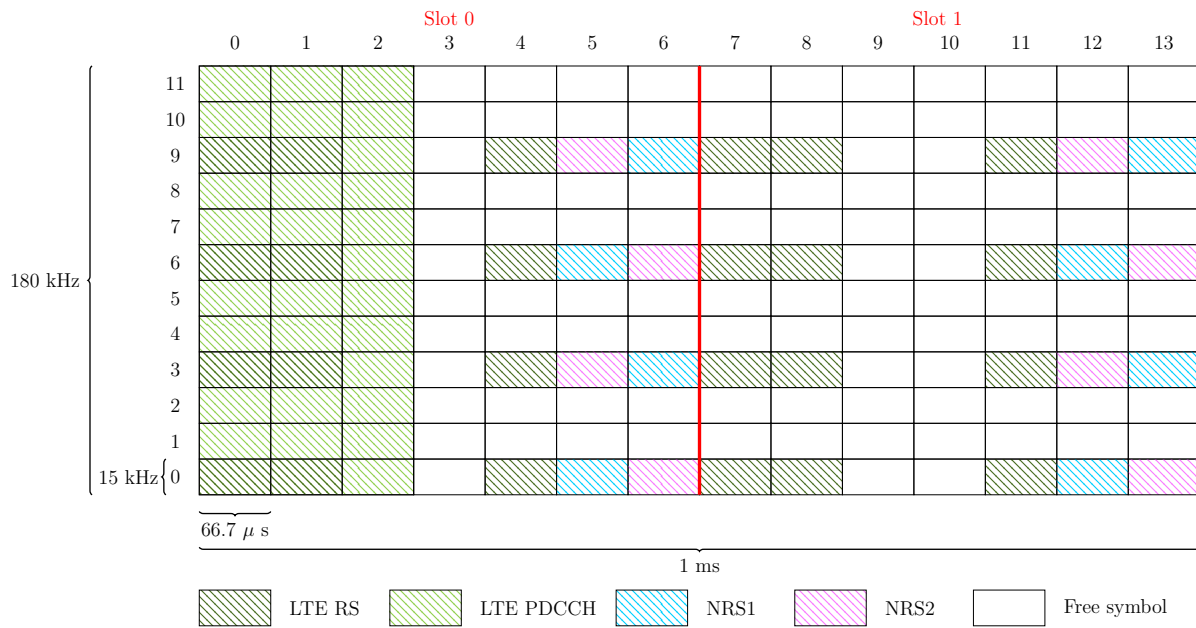 Slot 0 Slot 1
0 1 2 3 4 5 6 7 8 9 10 11 12 13
11
10
9
8
7
6
180 kHz
5
4
3
2
1
15 kHz 0
66.7 μ s
1 ms
LTE RS LTE PDCCH NRS1 NRS2 Free symbol